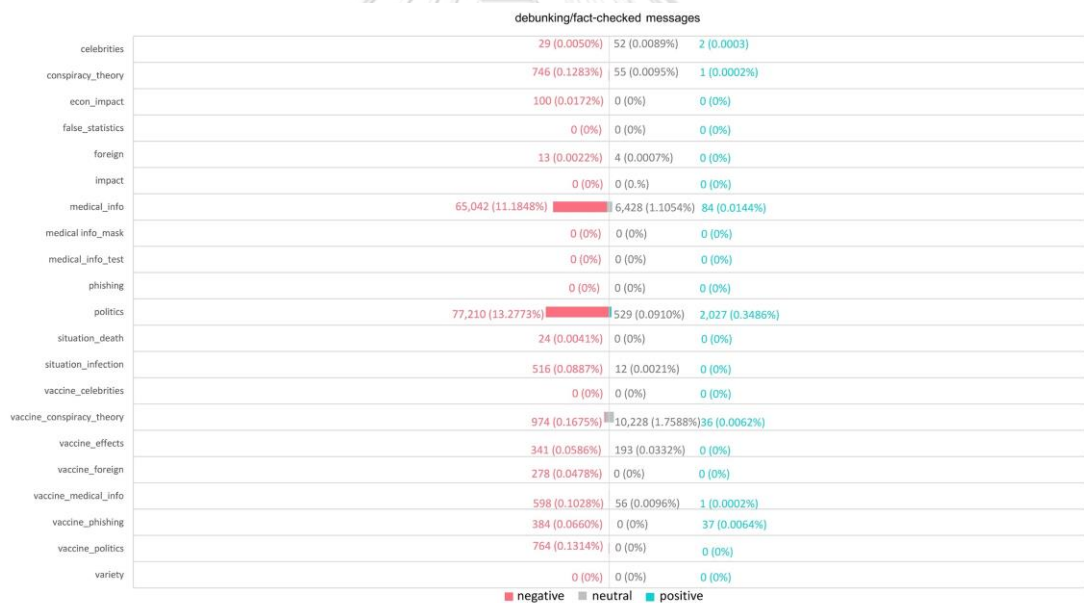 debunking/fact-checked messages
celebrities 29 (0.0050%) 52 (0.0089%) 2 (0.0003)
conspiracy_theory 746 (0.1283%) 55 (0.0095%) 1 (0.0002%)
econ_impact 100 (0.0172%) 0 (0%) 0 (0%)
false_statistics 0 (0%) 0 (0%) 0 (0%)
foreign 13 (0.0022%) 4 (0.0007%) 0 (0%)
impact 0 (0%) 0 (0.%) 0 (0%)
medical_info 65,042 (11.1848%) 6,428 (1.1054%) 84 (0.0144%)
medical info_mask 0 (0%) 0 (0%) 0 (0%)
medical_info_test 0 (0%) 0 (0%) 0 (0%)
phishing 0 (0%) 0 (0%) 0 (0%)
politics 77,210 (13.2773%) 529 (0.0910%) 2,027 (0.3486%)
situation_death 24 (0.0041%) 0 (0%) 0 (0%)
situation_infection 516 (0.0887%) 12 (0.0021%) 0 (0%)
vaccine_celebrities 0 (0%) 0 (0%) 0 (0%)
vaccine_conspiracy_theory 974 (0.1675%) 10,228 (1.7588%) 36 (0.0062%)
vaccine_effects 341 (0.0586%) 193 (0.0332%) 0 (0%)
vaccine_foreign 278 (0.0478%) 0 (0%) 0 (0%)
vaccine_medical_info 598 (0.1028%) 56 (0.0096%) 1 (0.0002%)
vaccine_phishing 384 (0.0660%) 0 (0%) 37 (0.0064%)
vaccine_politics 764 (0.1314%) 0 (0%) 0 (0%)
variety 0 (0%) 0 (0%) 0 (0%)
negative neutral positive